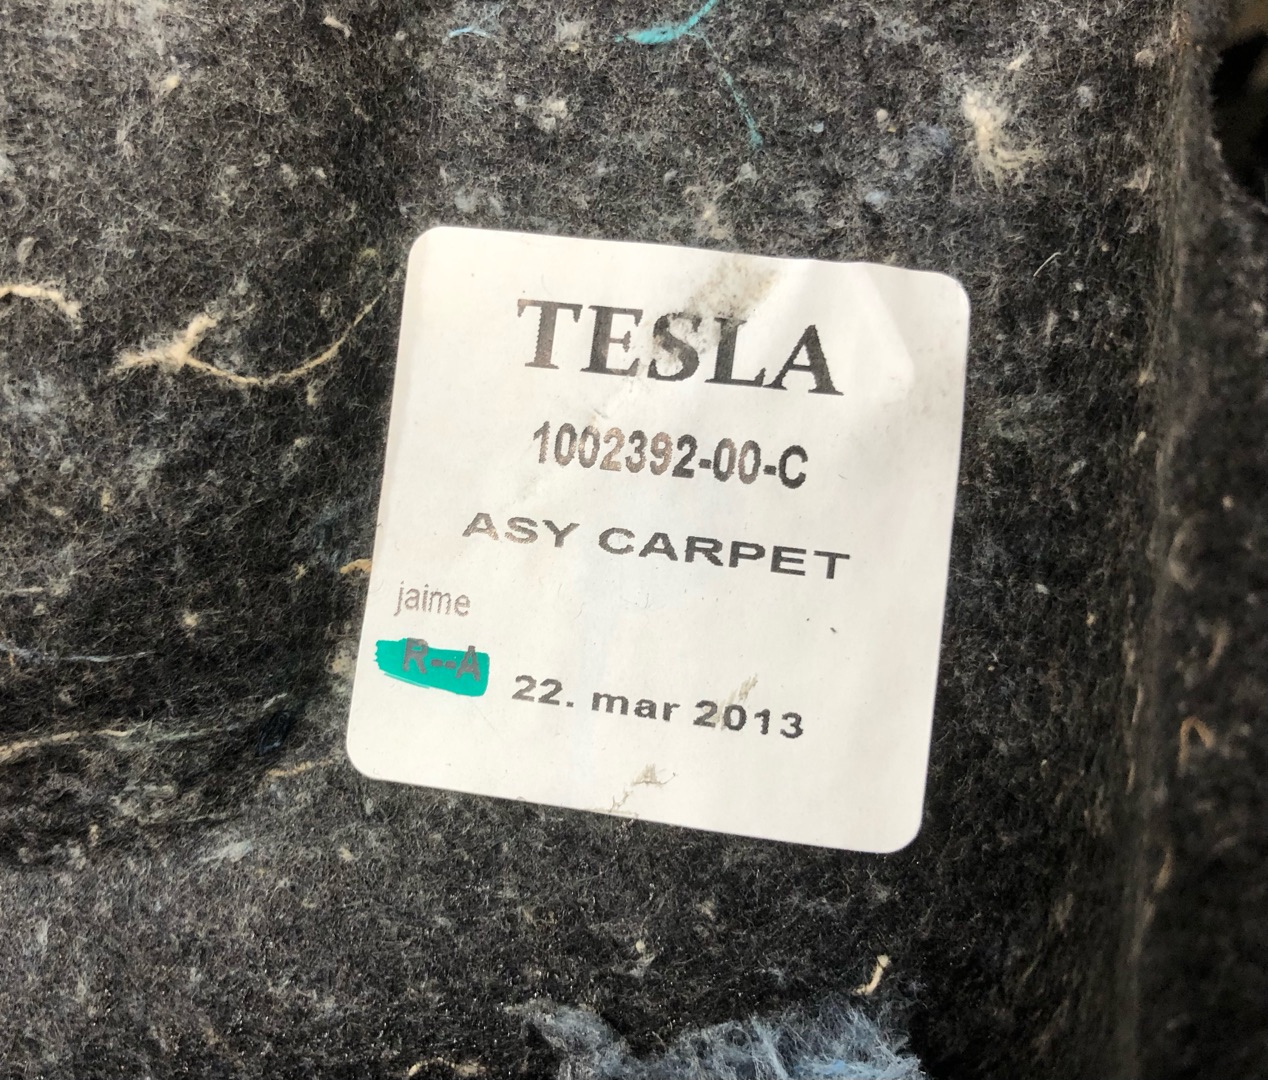 TESLA
1002392-00-C
ASY CARPET
jaime
R--A
22. mar 2013